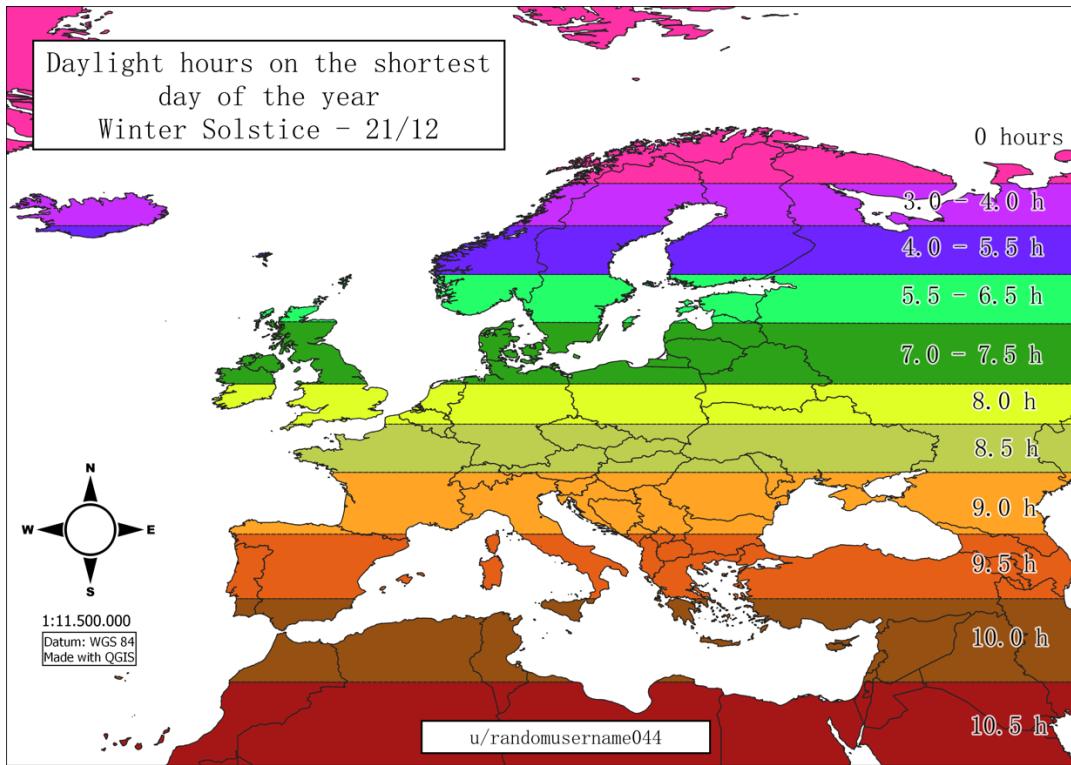 Daylight hours on the shortest
day of the year
Winter Solstice - 21/12
0 hours
3.0 - 4.0 h
4.0 - 5.5 h
5.5 - 6.5 h
7.0 - 7.5 h
8.0 h
8.5 h
9.0 h
9.5 h
10.0 h
10.5 h
N
W
E
S
1:11.500.000
Datum: WGS 84
Made with QGIS
u/randomusername044